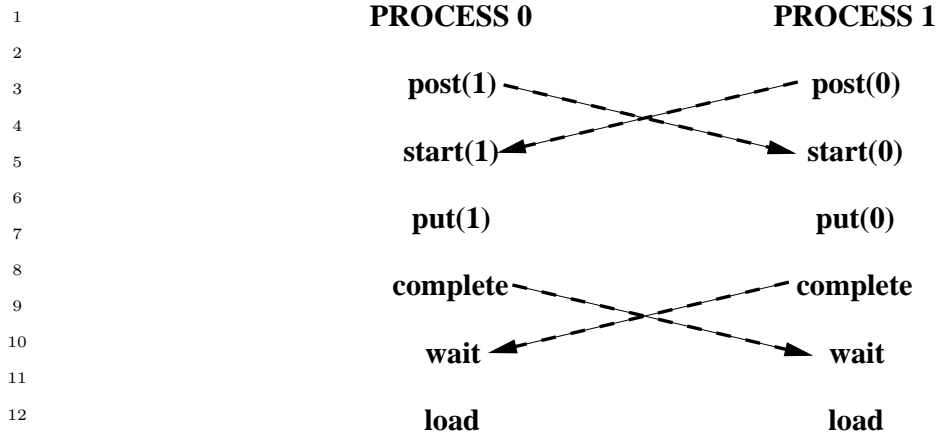 1
PROCESS 0 PROCESS 1
2
3
post(1) post(0)
4
5
start(1) start(0)
6
7
put(1) put(0)
8
9
complete complete
10
wait wait
11
12
load load